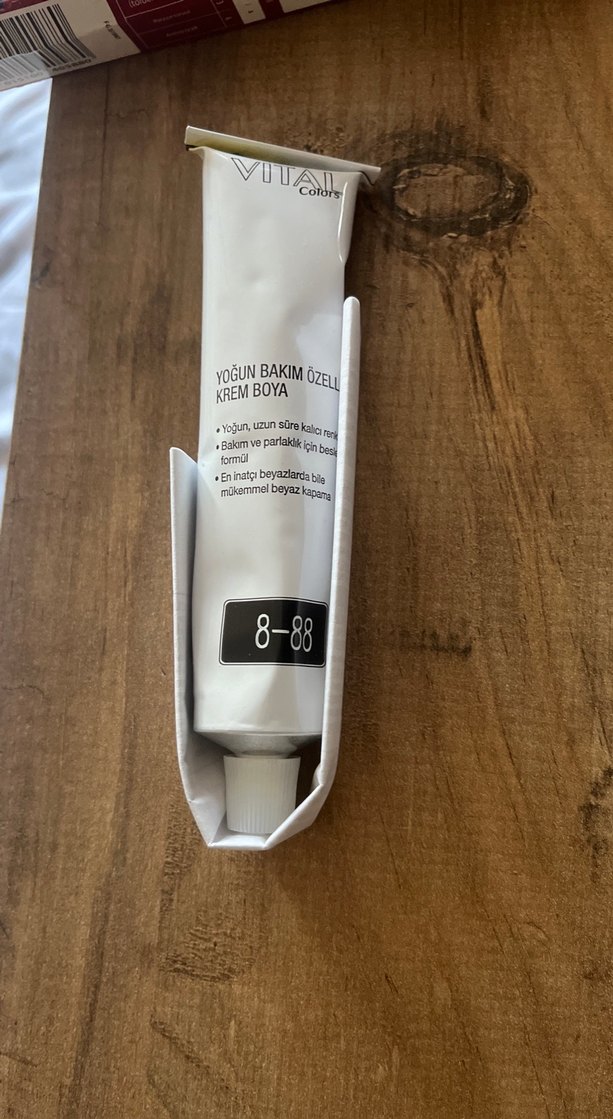 VITAL
Colors
YOĞUN BAKIM ÖZELL
KREM BOYA
• Yoğun, uzun süre kalıcı renk
• Bakım ve parlaklık için besle
formül
• En inatçı beyazlarda bile
mükemmel beyaz kapama
8-88